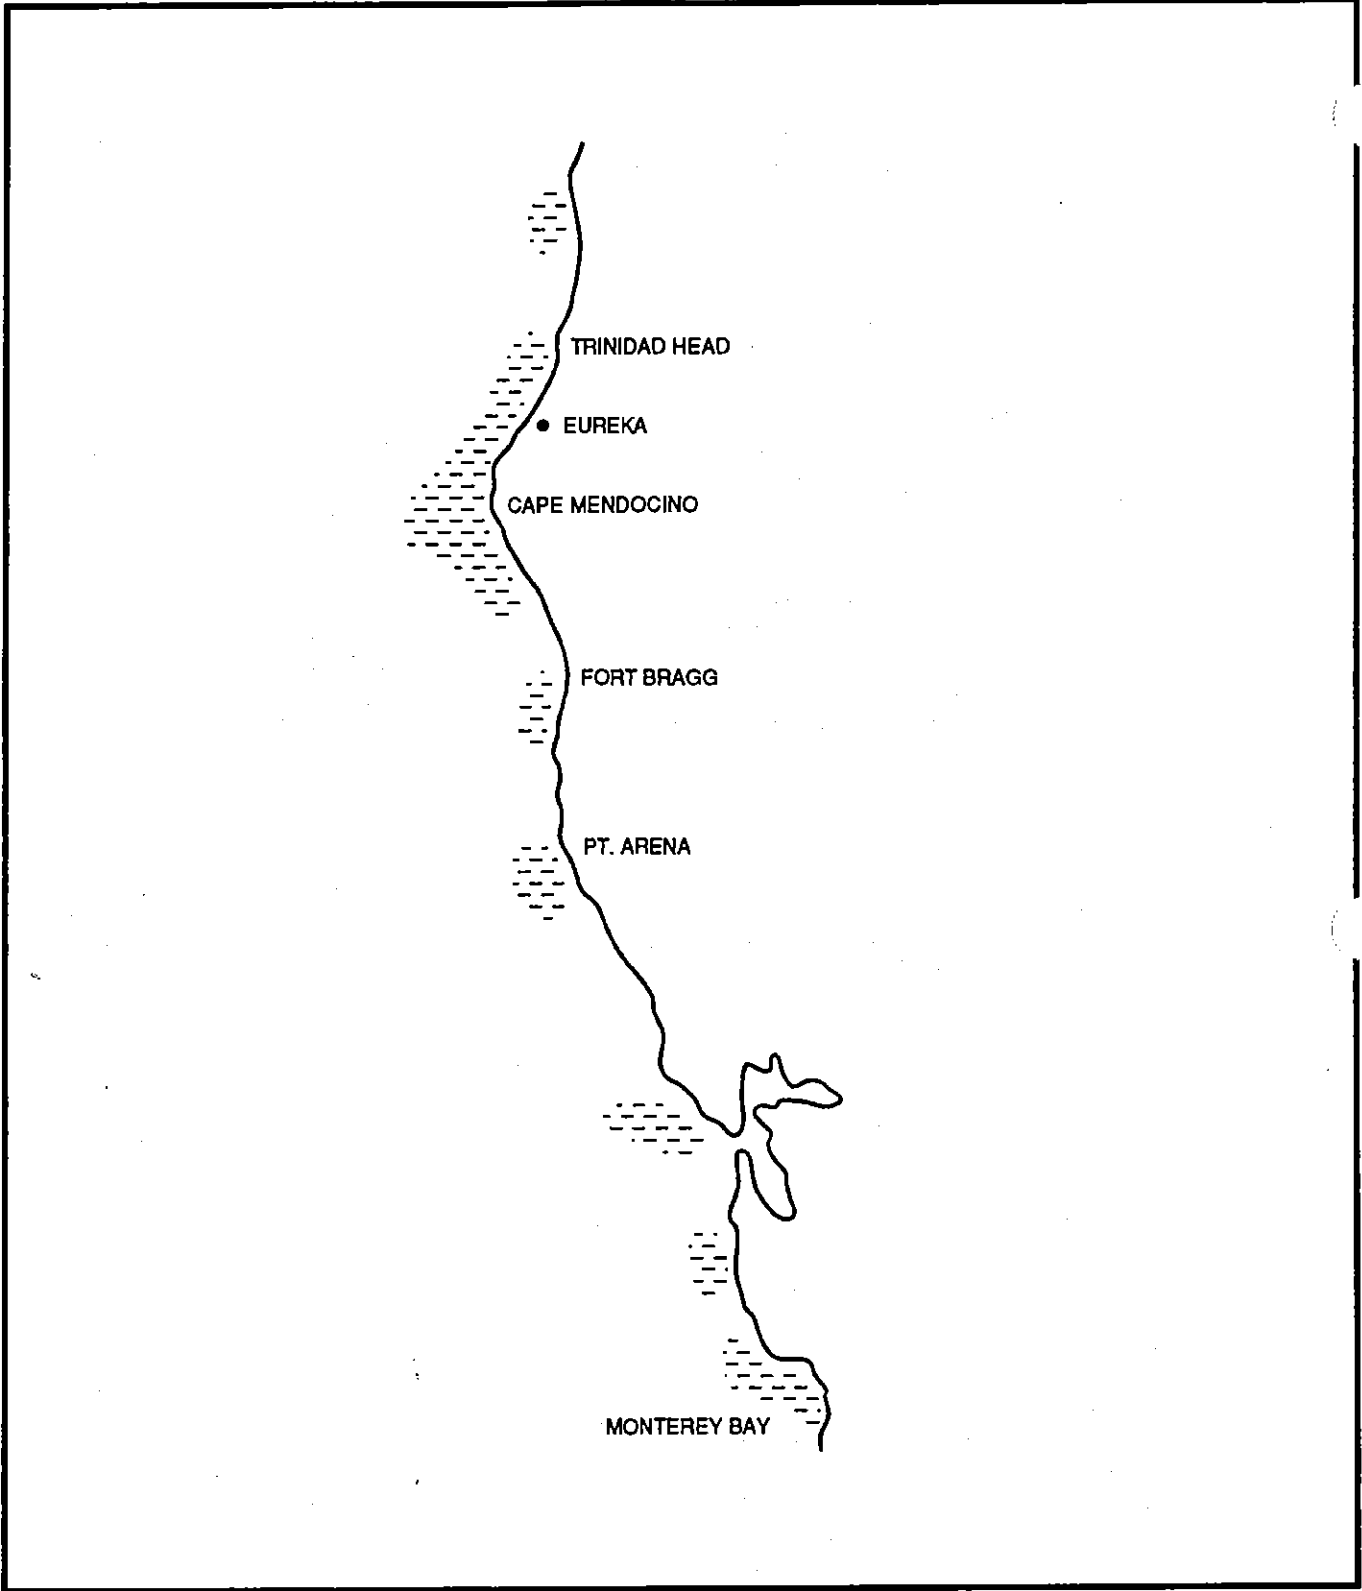 TRINIDAD HEAD
EUREKA
CAPE MENDOCINO
FORT BRAGG
PT. ARENA
MONTEREY BAY